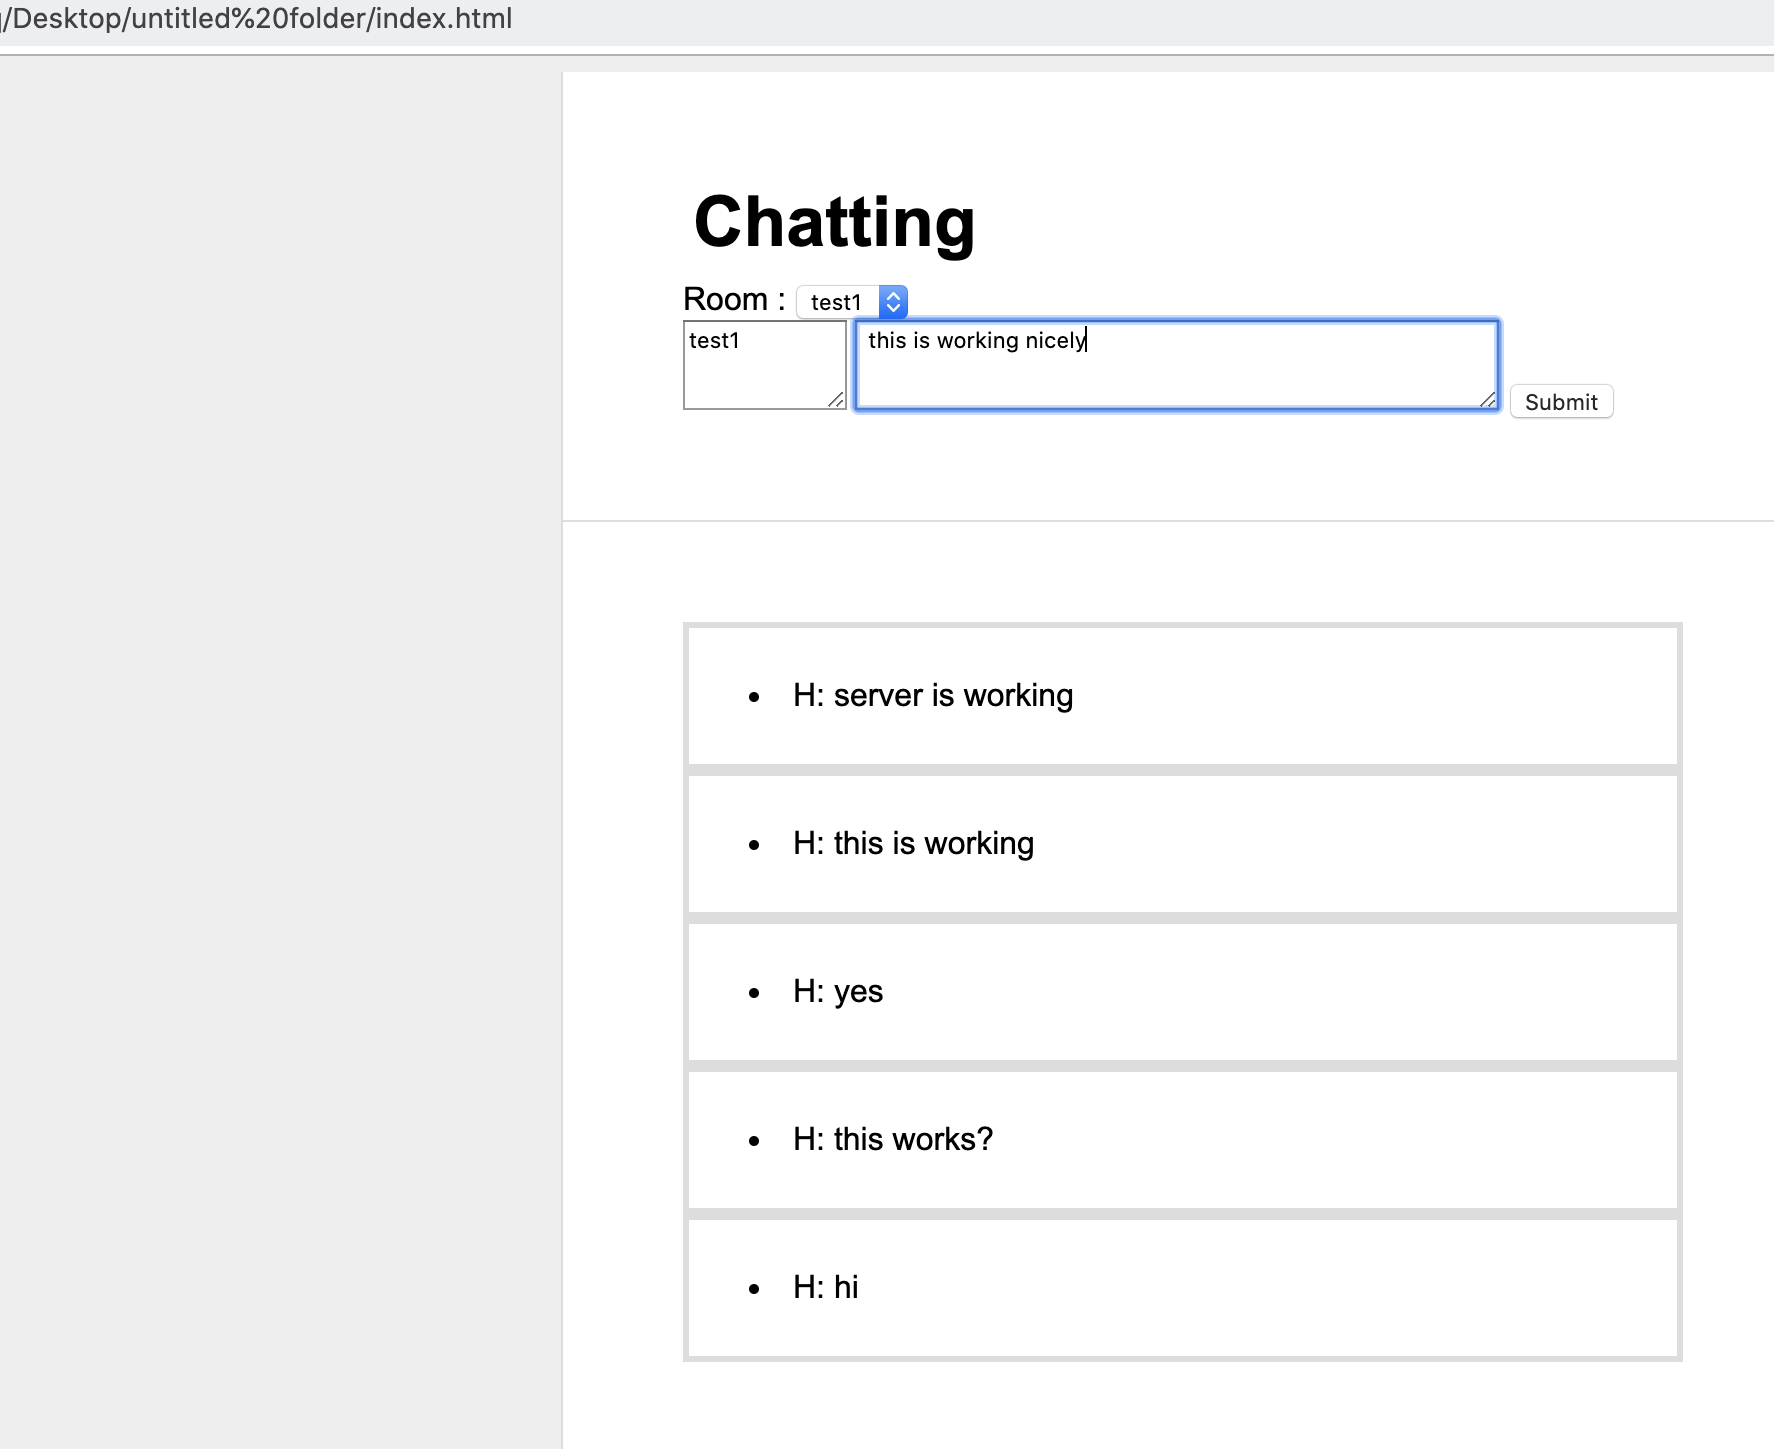 /Desktop/untitled%20folder/index.html
Chatting
Room : test1
test1 this is working nicely
Submit
• H: server is working
• H: this is working
• H: yes
• H: this works?
• H: hi